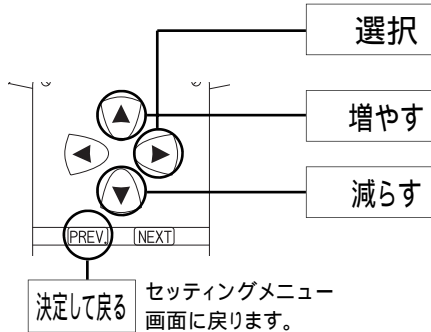 選択
増やす
減らす
PREV.
NEXT
決定して戻る
セッティングメニュー
画面に戻ります。